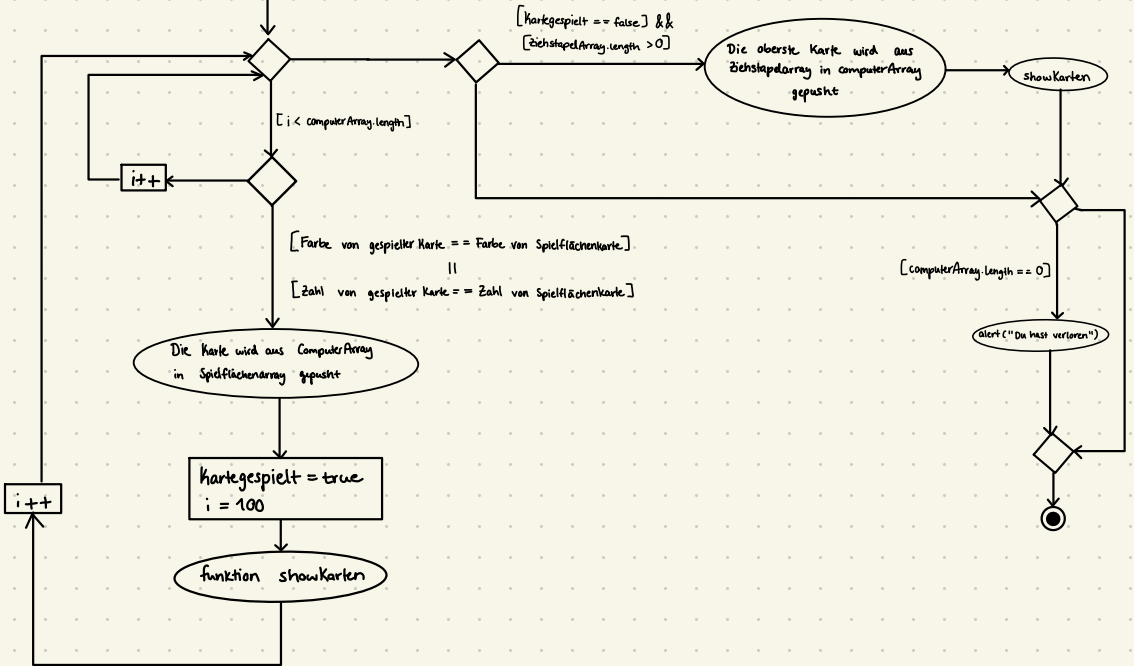 [Kartegespielt == false] &&
[ZiehstapelArray.length > 0]
Die oberste Karte wird aus
Ziehstapelarray in computerArray
gepusht
showKarten
[i < computerArray.length]
i++
[Farbe von gespielter Karte == Farbe von Spielflächenkarte]
||
[Zahl von gespielter Karte == Zahl von Spielflächenkarte]
[computerArray.length == 0]
alert("Du hast verloren")
Die Karte wird aus ComputerArray
in Spielflächenarray gepusht
Kartegespielt = true
i = 100
i++
funktion showKarten